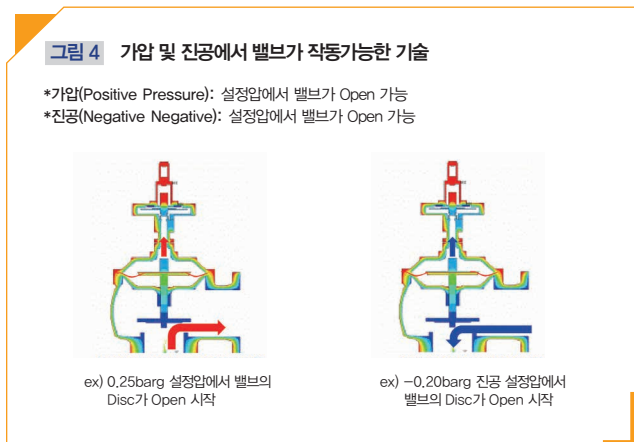 그림 4 가압 및 진공에서 밸브가 작동가능한 기술
*가압(Positive Pressure): 설정압에서 밸브가 Open 가능
*진공(Negative Negative): 설정압에서 밸브가 Open 가능
ex) 0.25barg 설정압에서 밸브의
Disc가 Open 시작
ex) -0.20barg 진공 설정압에서
밸브의 Disc가 Open 시작